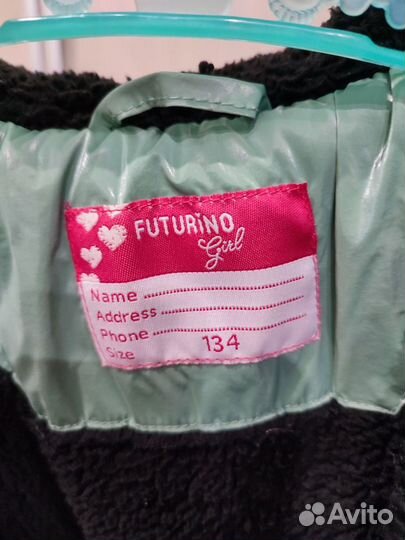 FUTURiNO
Girl
Name
Address
Phone
Size 134
Avito